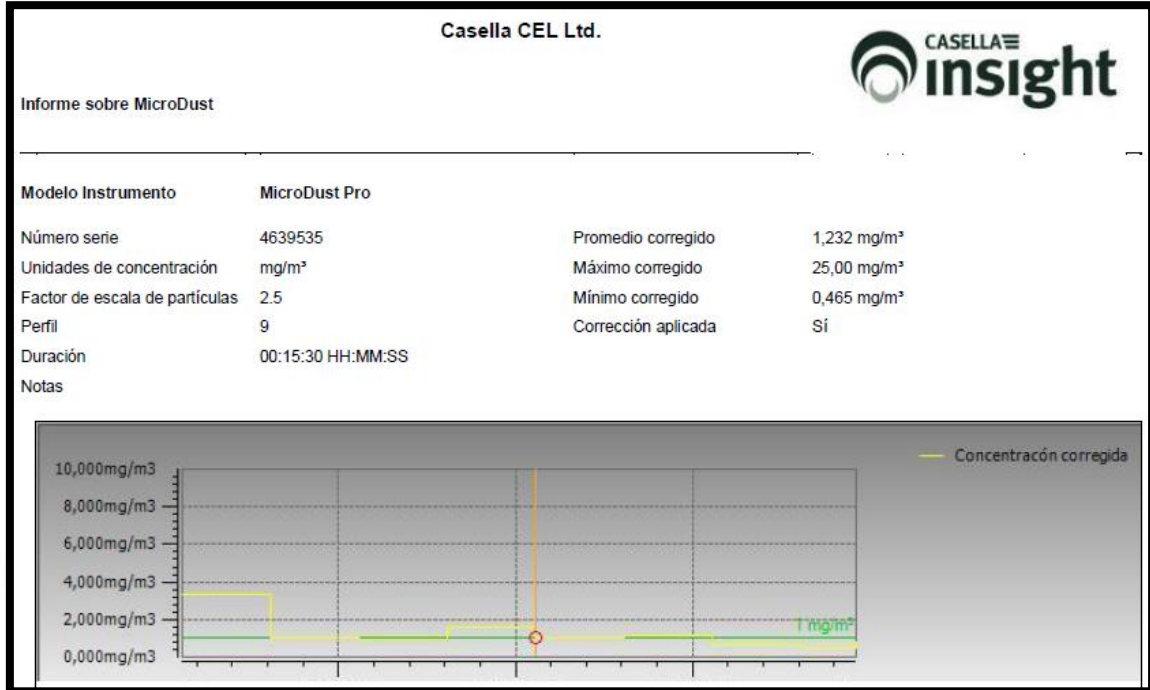 Casella CEL Ltd.
CASELLA
insight
Informe sobre MicroDust
Modelo Instrumento MicroDust Pro
Número serie 4639535 Promedio corregido 1,232 mg/m³
Unidades de concentración mg/m³ Máximo corregido 25,00 mg/m³
Factor de escala de partículas 2.5 Mínimo corregido 0,465 mg/m³
Perfil 9 Corrección aplicada Sí
Duración 00:15:30 HH:MM:SS
Notas
Concentracón corregida
10,000mg/m3
8,000mg/m3
6,000mg/m3
4,000mg/m3
2,000mg/m3
1 mg/m³
0,000mg/m3